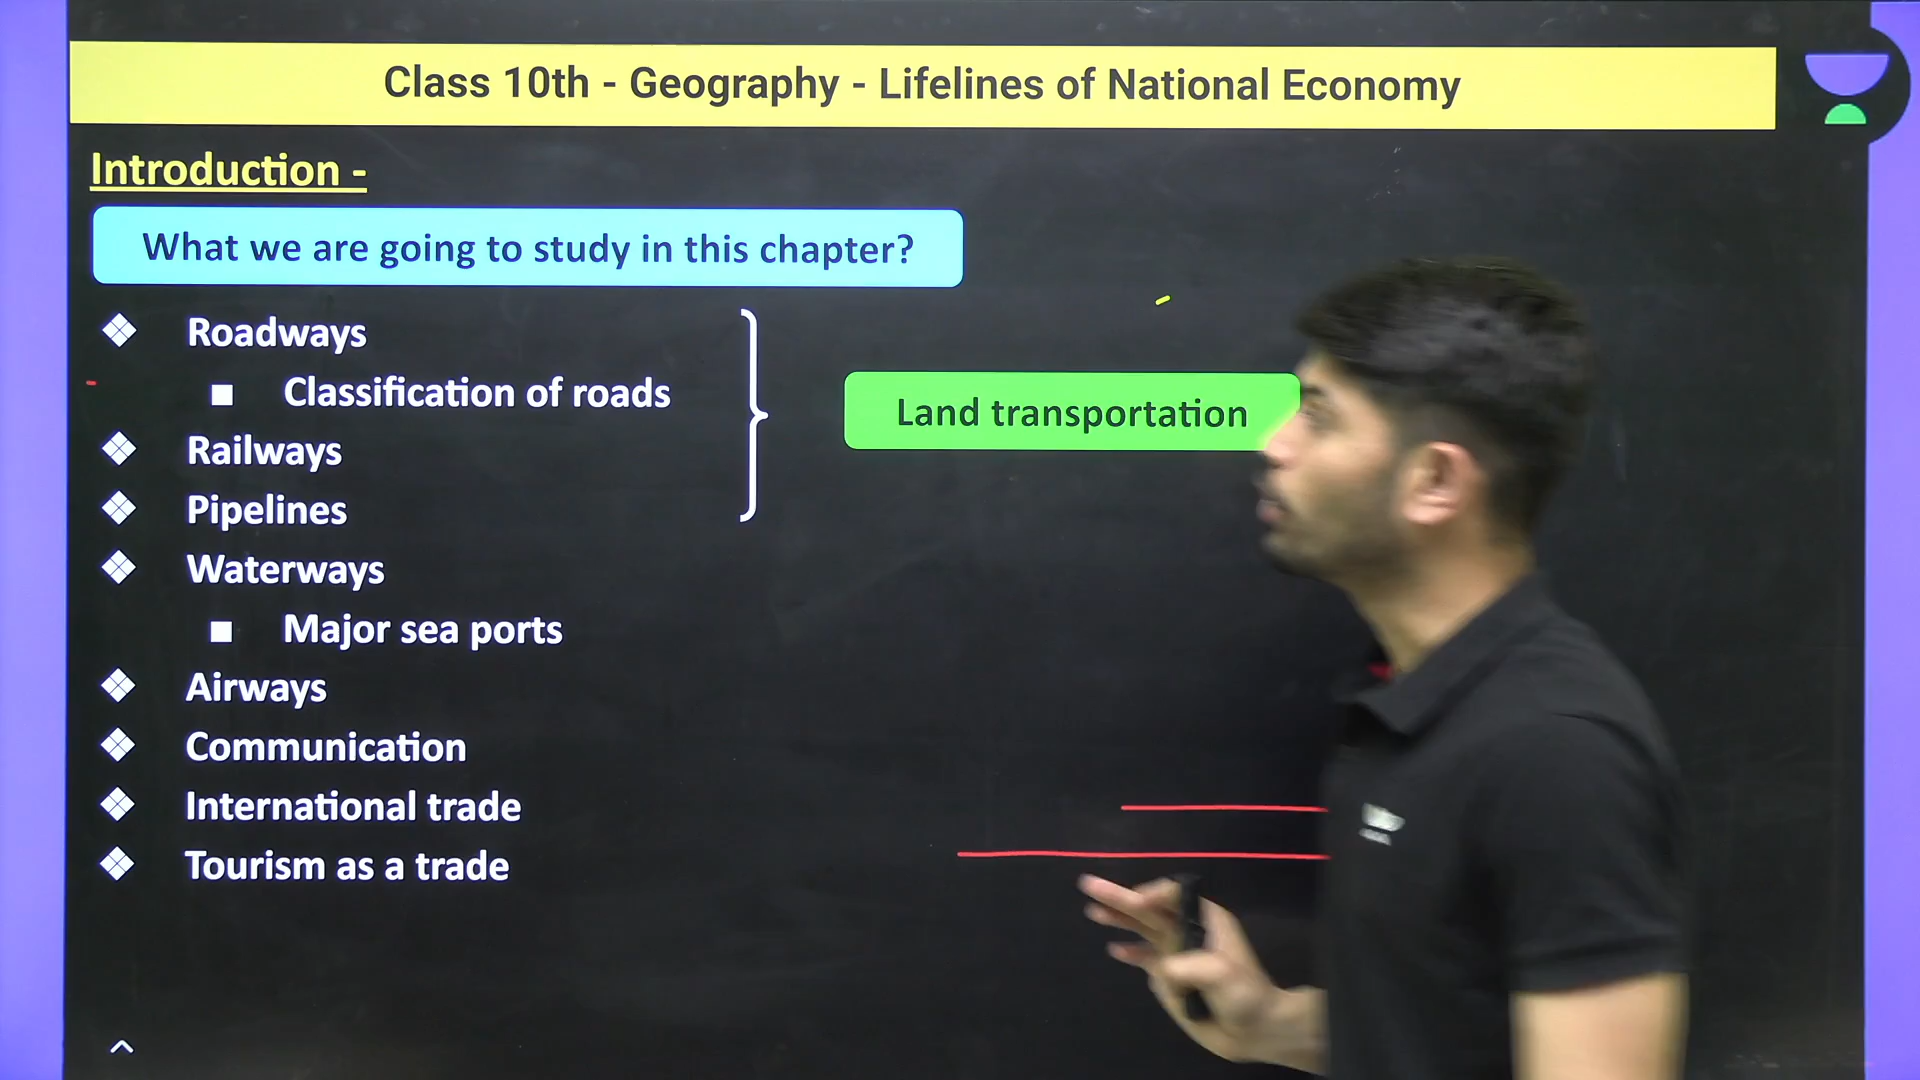 Class 10th - Geography - Lifelines of National Economy
Introduction -
What we are going to study in this chapter?
Roadways
Classification of roads
Railways
Pipelines
Land transportation
Waterways
Major sea ports
Airways
Communication
International trade
Tourism as a trade